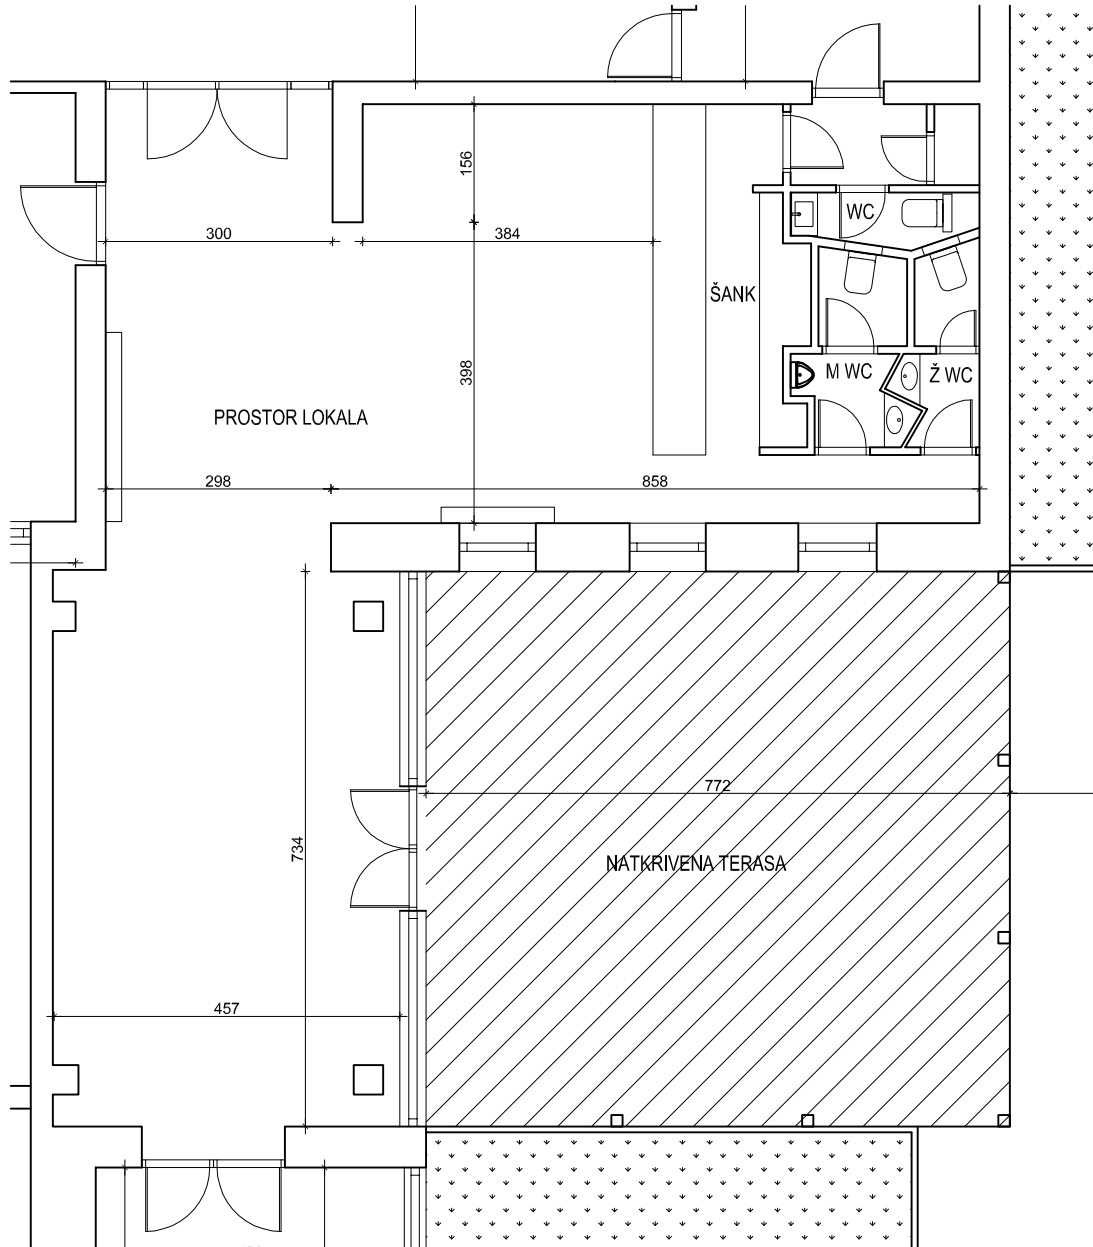 156
300
384
WC
ŠANK
398
M WC
Ž WC
PROSTOR LOKALA
298
858
772
734
NATKRIVENA TERASA
457